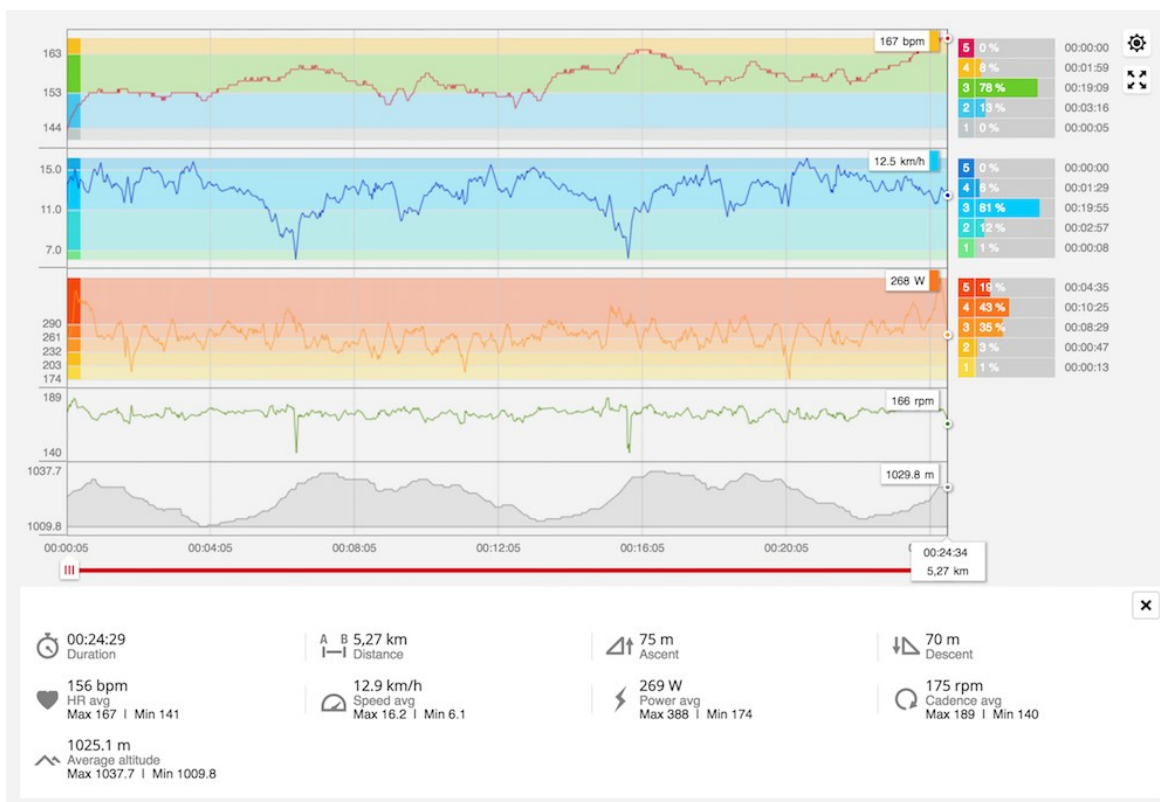 163
153
144
167 bpm
5 0 % 00:00:00
4 8 % 00:01:59
3 78 % 00:19:09
2 13 % 00:03:16
1 0 % 00:00:05
15.0
11.0
7.0
12.5 km/h
5 0 % 00:00:00
4 6 % 00:01:29
3 81 % 00:19:55
2 12 % 00:02:57
1 1 % 00:00:08
290
261
232
203
174
268 W
5 19 % 00:04:35
4 43 % 00:10:25
3 35 % 00:08:29
2 3 % 00:00:47
1 1 % 00:00:13
189
140
166 rpm
1037.7
1009.8
1029.8 m
00:00:05 00:04:05 00:08:05 00:12:05 00:16:05 00:20:05
00:24:34
5,27 km
00:24:29
Duration
A B 5,27 km
Distance
75 m
Ascent
70 m
Descent
156 bpm
HR avg
Max 167 | Min 141
12.9 km/h
Speed avg
Max 16.2 | Min 6.1
269 W
Power avg
Max 388 | Min 174
175 rpm
Cadence avg
Max 189 | Min 140
1025.1 m
Average altitude
Max 1037.7 | Min 1009.8